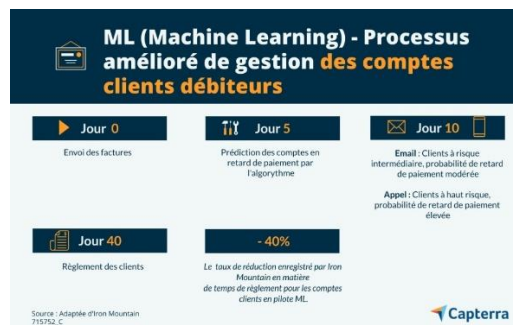 ML (Machine Learning) - Processus
amélioré de gestion des comptes
clients débiteurs
Jour 0
Envoi des factures
Jour 5
Prédiction des comptes en
retard de paiement par
l'algorythme
Jour 10
Email : Clients à risque
intermédiaire, probabilité de retard
de paiement modérée
Appel : Clients à haut risque,
probabilité de retard de paiement
élevée
Jour 40
Règlement des clients
- 40%
Le taux de réduction enregistré par Iron
Mountain en matière
de temps de règlement pour les comptes
clients en pilote ML.
Source : Adaptée d'Iron Mountain
715752_C
Capterra